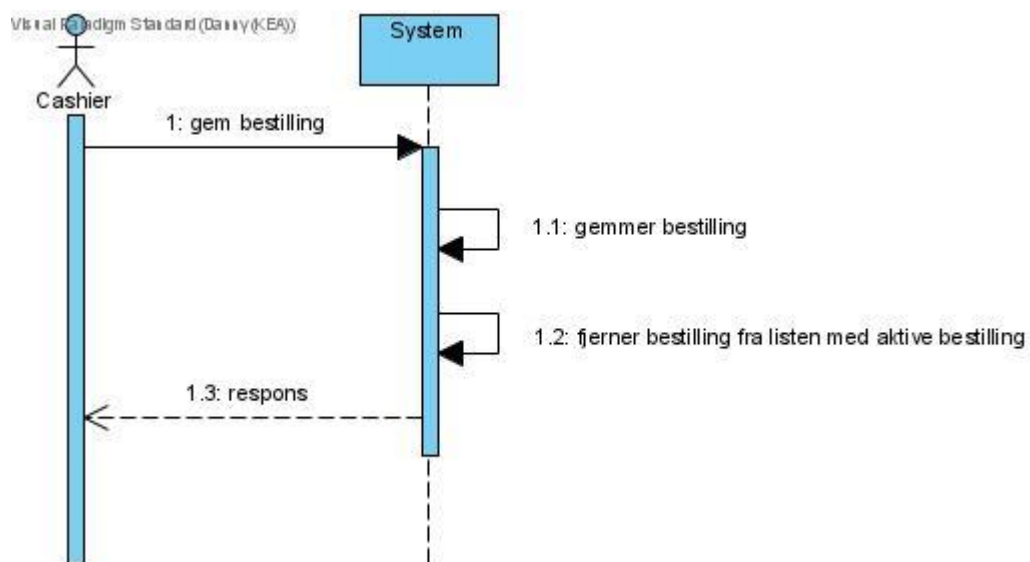 Visual Paradigm Standard (Danny(KEA))
System
Cashier
1: gem bestilling
1.1: gemmer bestilling
1.2: fjerner bestilling fra listen med aktive bestilling
1.3: respons